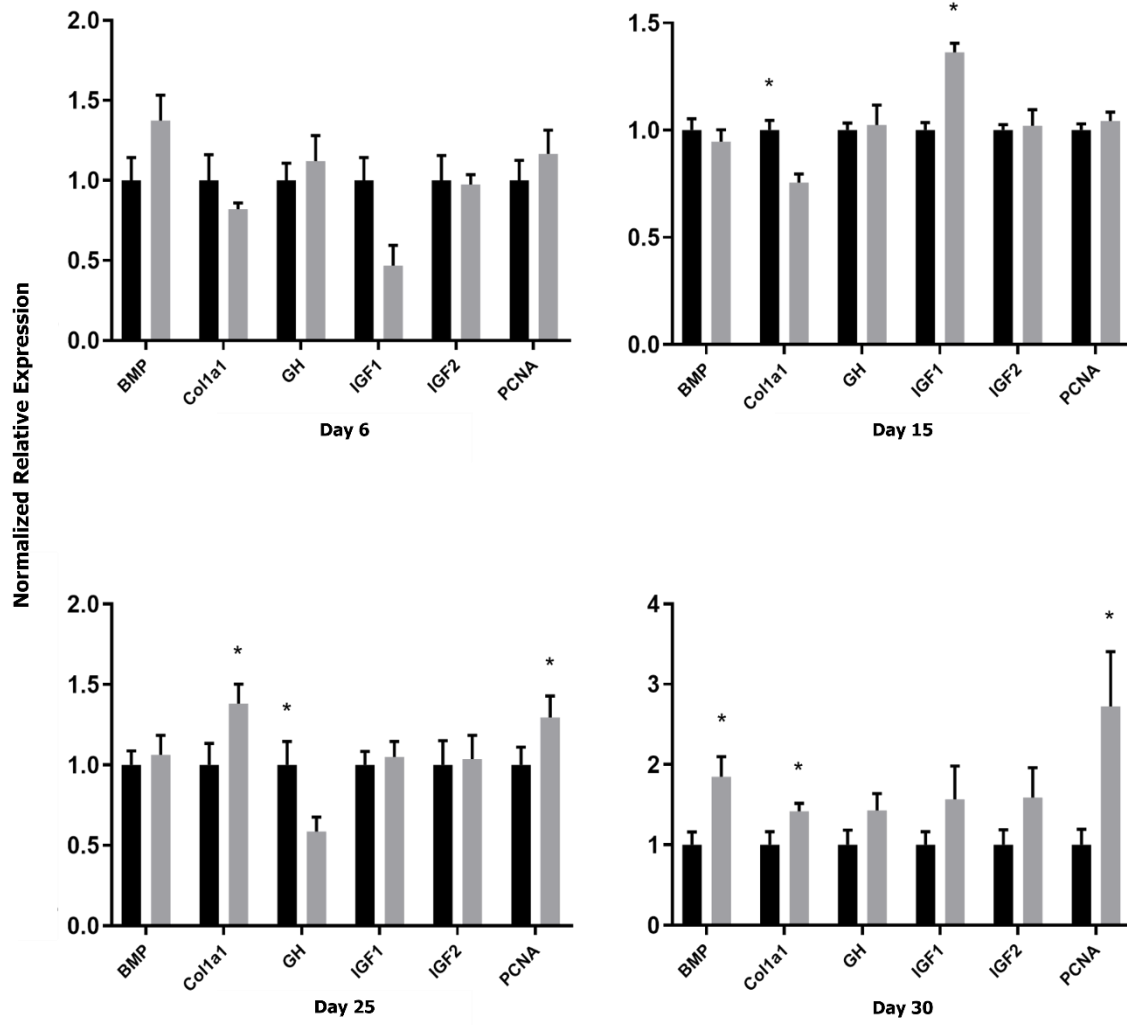 Normalized Relative Expression
2.0
1.5
1.0
0.5
0.0
BMP
Col1a1
GH
IGF1
IGF2
PCNA
Day 6
*
*
1.5
1.0
0.5
0.0
BMP
Col1a1
GH
IGF1
IGF2
PCNA
Day 15
2.0
1.5
1.0
0.5
0.0
*
*
*
BMP
Col1a1
GH
IGF1
IGF2
PCNA
Day 25
4
3
2
1
0
*
*
*
BMP
Col1a1
GH
IGF1
IGF2
PCNA
Day 30